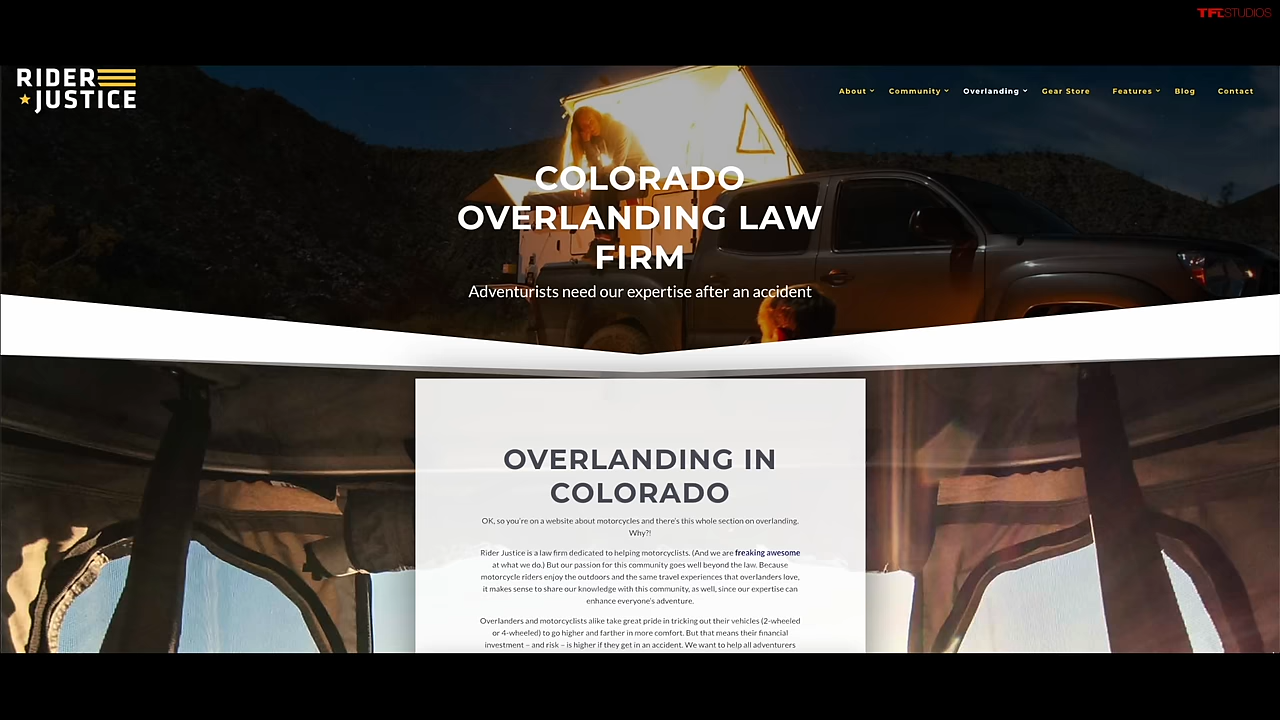 TFLSTUDIOS
RIDER
JUSTICE
About
Community
Overlanding
Gear Store
Features
Blog
Contact
COLORADO
OVERLANDING LAW
FIRM
Adventurists need our expertise after an accident
OVERLANDING IN
COLORADO
OK, so you're on a website about motorcycles and there's this whole section on overlanding.
Why?!
Rider Justice is a law firm dedicated to helping motorcyclists. (And we are freaking awesome
at what we do.) But our passion for this community goes well beyond the law. Because
motorcycle riders enjoy the outdoors and the same travel experiences that overlanders love,
it makes sense to share our knowledge with this community, as well, since our expertise can
enhance everyone's adventure.
Overlanders and motorcyclists alike take great pride in tricking out their vehicles (2-wheeled
or 4-wheeled) to go higher and farther in more comfort. But that means their financial
investment – and risk – is higher if they get in an accident. We want to help all adventurers